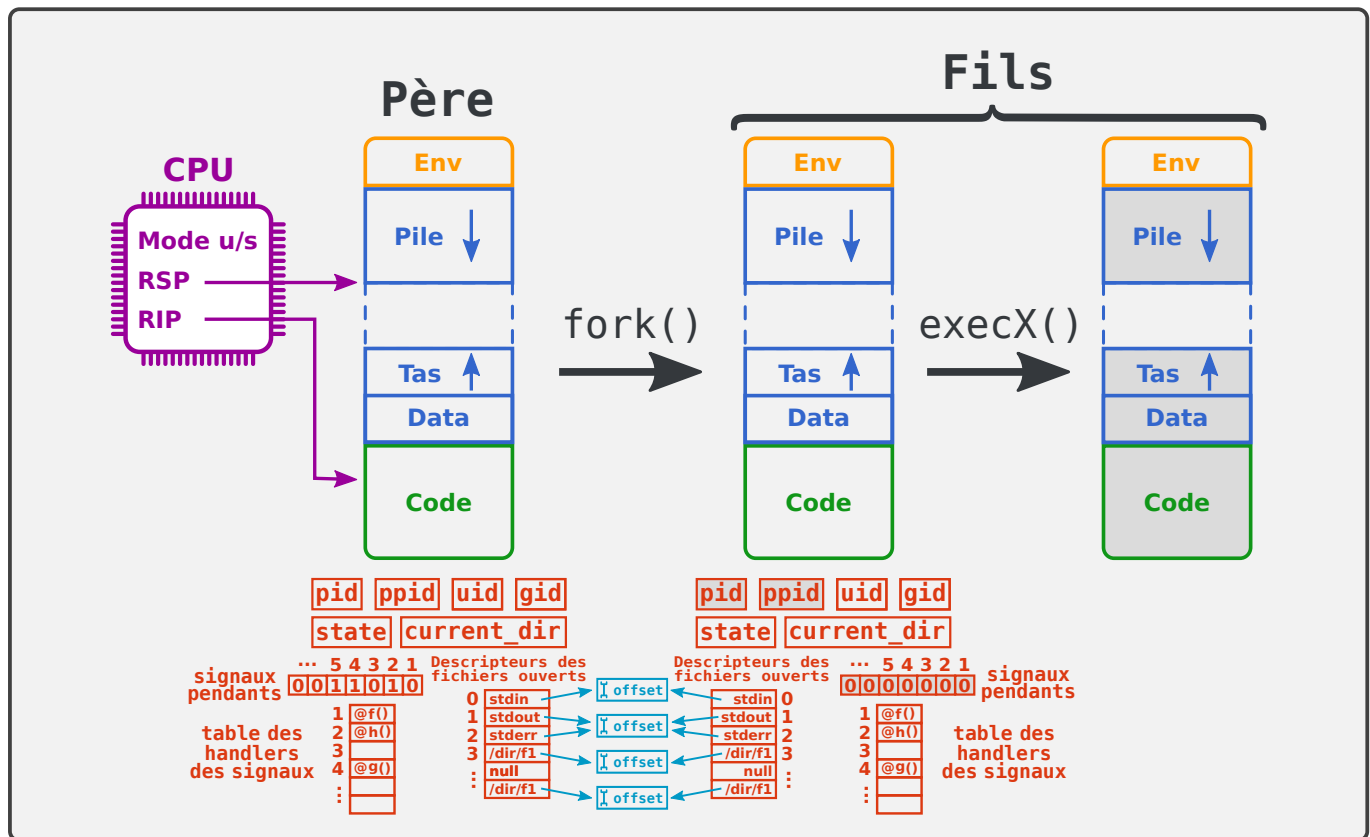 Fils
Père
CPU
Mode u/s
RSP
RIP
Env
Pile
Tas
Data
Code
fork()
Env
Pile
Tas
Data
Code
execX()
Env
Pile
Tas
Data
Code
pid ppid uid gid
state current_dir
signaux
pendants
... 5 4 3 2 1
0 0 1 1 0 1 0
table des
handlers
des signaux
1 @f()
2 @h()
3
4 @g()
⋮
Descripteurs des
fichiers ouverts
0 stdin
1 stdout
2 stderr
3 /dir/f1
⋮ null
/dir/f1
offset
offset
offset
offset
pid ppid uid gid
state current_dir
Descripteurs des
fichiers ouverts
stdin 0
stdout 1
stderr 2
/dir/f1 3
null ⋮
/dir/f1
... 5 4 3 2 1
0 0 0 0 0 0 0
signaux
pendants
1 @f()
2 @h()
3
4 @g()
⋮
table des
handlers
des signaux